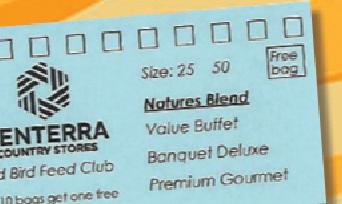 Free
bag
Size: 25 50
Natures Blend
Value Buffet
Banquet Deluxe
Premium Gourmet
ENTERRA
COUNTRY STORES
d Bird Feed Club
10 bags get one free